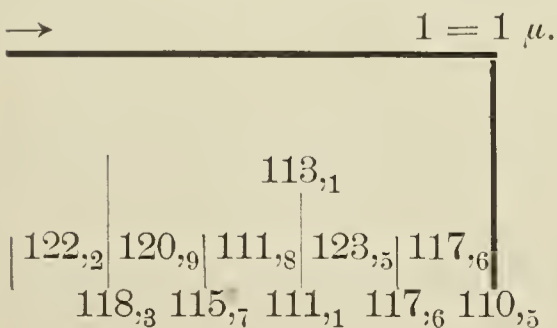 → 1 = 1 μ.
113,₁
122,₂ 120,₉ 111,₈ 123,₅ 117,₆
118,₃ 115,₇ 111,₁ 117,₆ 110,₅